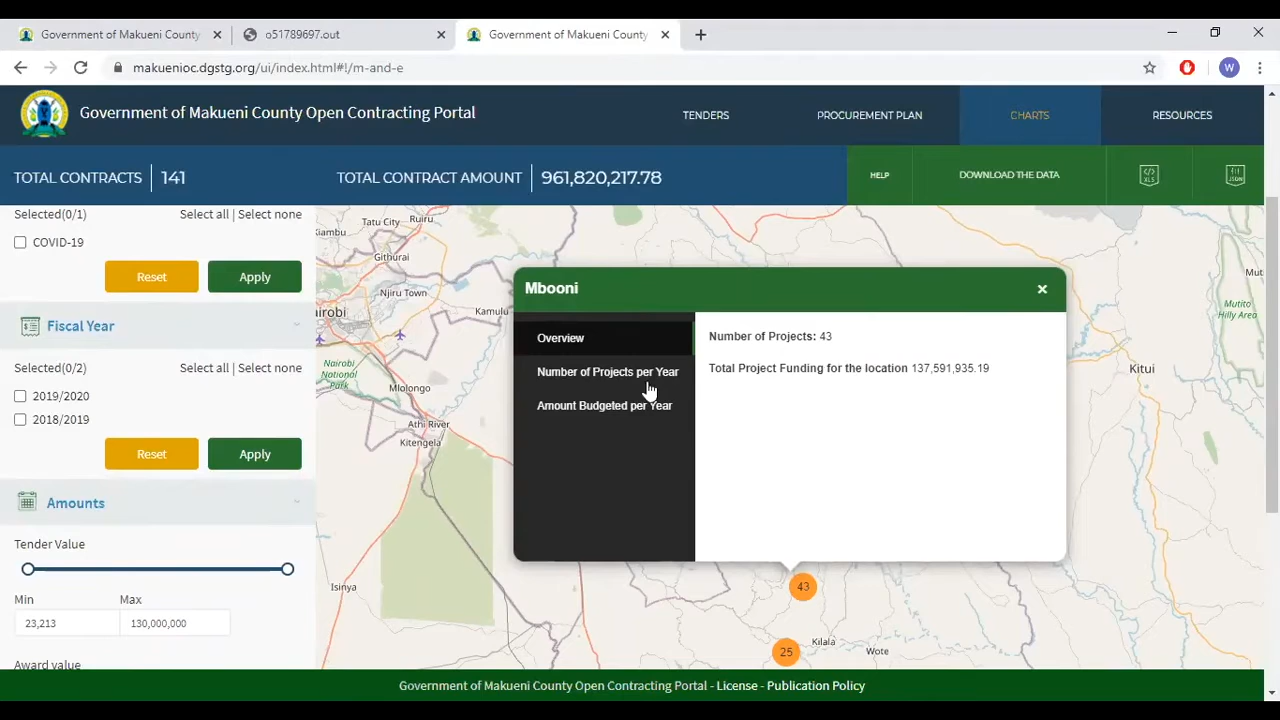 Government of Makueni County
o51789697.out
Government of Makueni County
makuenioc.dgstg.org/ui/index.html#!/m-and-e
W
Government of Makueni County Open Contracting Portal
TENDERS
PROCUREMENT PLAN
CHARTS
RESOURCES
TOTAL CONTRACTS 141
TOTAL CONTRACT AMOUNT 961,820,217.78
HELP
DOWNLOAD THE DATA
XLS
Selected(0/1)
Select all | Select none
COVID-19
Reset
Apply
Fiscal Year
Selected(0/2)
Select all | Select none
2019/2020
2018/2019
Reset
Apply
Amounts
Tender Value
Min
Max
23,213
130,000,000
Award value
Tatu City
Ruiru
Kiambu
Githurai
Njiru Town
Kamulu
irobi
Nairobi
National
Park
Mlolongo
Athi River
Kitengela
Isinya
Mbooni
×
Overview
Number of Projects per Year
Amount Budgeted per Year
Number of Projects: 43
Total Project Funding for the location 137,591,935.19
Mutito
Hilly Area
Kitui
43
25
Kilala
Wote
Government of Makueni County Open Contracting Portal - License - Publication Policy